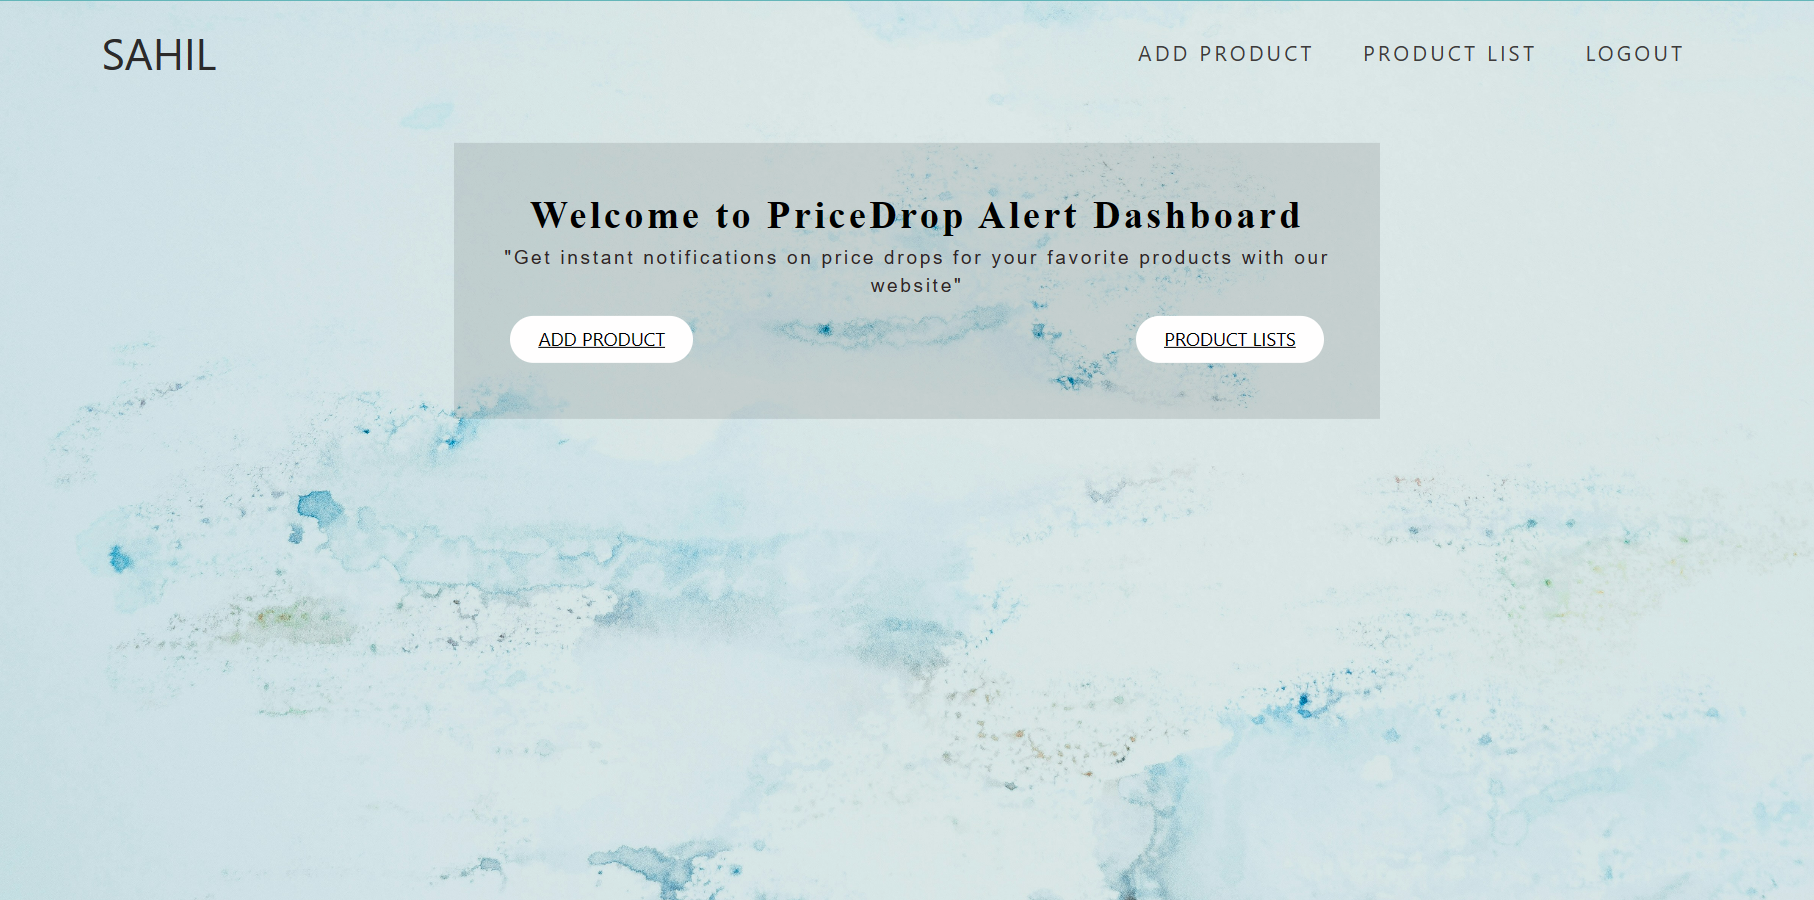 SAHIL
ADD PRODUCT
PRODUCT LIST
LOGOUT
Welcome to PriceDrop Alert Dashboard
"Get instant notifications on price drops for your favorite products with our
website"
ADD PRODUCT
PRODUCT LISTS